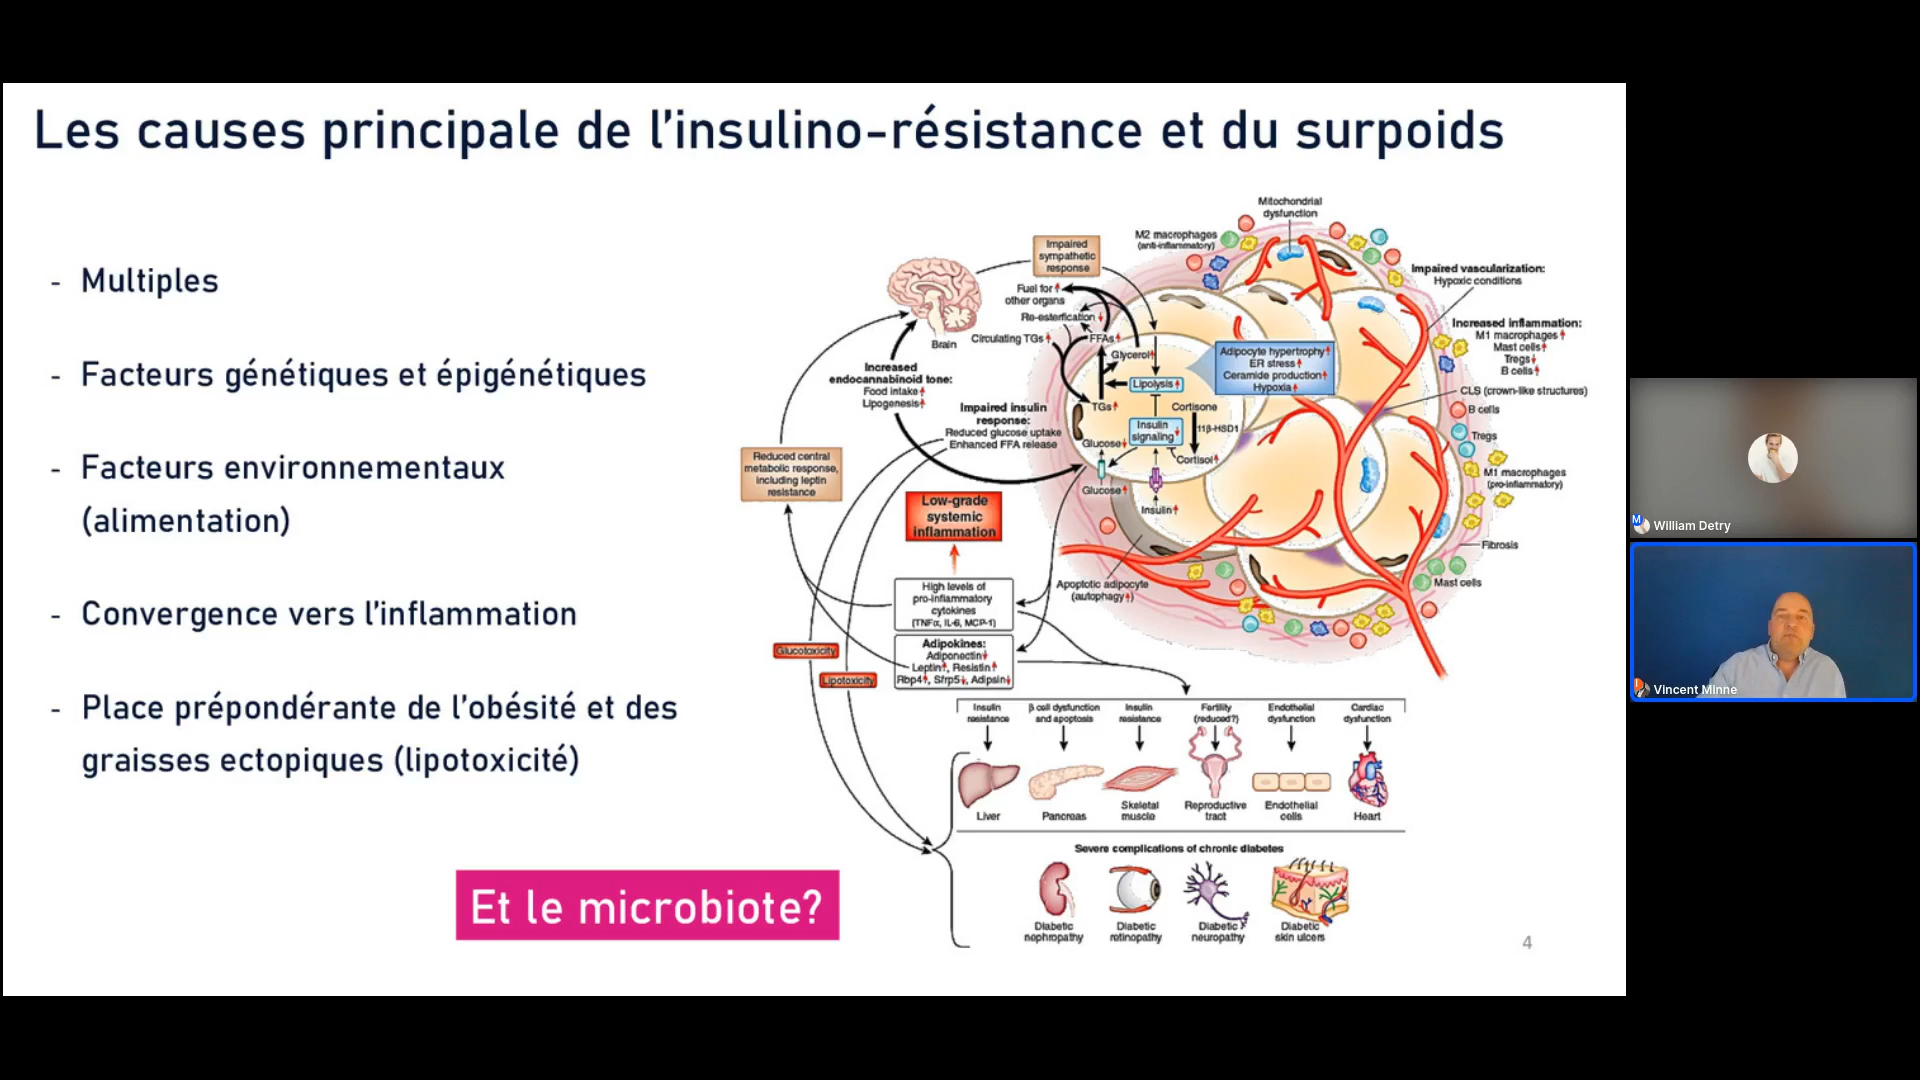 Les causes principale de l'insulino-résistance et du surpoids
- Multiples
- Facteurs génétiques et épigénétiques
- Facteurs environnementaux
(alimentation)
- Convergence vers l'inflammation
- Place prépondérante de l'obésité et des
graisses ectopiques (lipotoxicité)
Et le microbiote?
Mitochondrial
dysfunction
M2 macrophages
(anti-inflammatory)
Impaired
sympathetic
response
Impaired vascularization:
Hypoxic conditions
Fuel for↑
other organs
Re-esterfication↓
Circulating TGs↑
FFAs↑
Glycerol↑
Brain
Increased inflammation:
M1 macrophages↑
Mast cells↑
Tregs↓
B cells↑
Adipocyte hypertrophy↑
ER stress↑
Ceramide production↑
Hypoxia↑
Increased
endocannabinoid tone:
Food intake↑
Lipogenesis↑
Lipolysis↑
TGs↑
Cortisone
CLS (crown-like structures)
B cells
Impaired insulin
response:
Reduced glucose uptake
Enhanced FFA release
Insulin
signaling↓
11β-HSD1
Tregs
Glucose↓
Cortisol↑
Reduced central
metabolic response,
including leptin
resistance
M1 macrophages
(pro-inflammatory)
Glucose↑
Insulin↑
Low-grade
systemic
inflammation
Fibrosis
Mast cells
Apoptotic adipocyte
(autophagy↑)
High levels of
pro-inflammatory
cytokines
(TNFα, IL-6, MCP-1)
Adipokines:
Adiponectin↓
Leptin↑, Resistin↑
Rbp4↑, Sfrp5↓, Adipsin↓
Glucotoxicity
Lipotoxicity
Insulin
resistance
β cell dysfunction
and apoptosis
Insulin
resistance
Fertility
(reduced?)
Endothelial
dysfunction
Cardiac
dysfunction
Liver
Pancreas
Skeletal
muscle
Reproductive
tract
Endothelial
cells
Heart
Severe complications of chronic diabetes
Diabetic
nephropathy
Diabetic
retinopathy
Diabetic
neuropathy
Diabetic
skin ulcers
4
William Detry
Vincent Minne